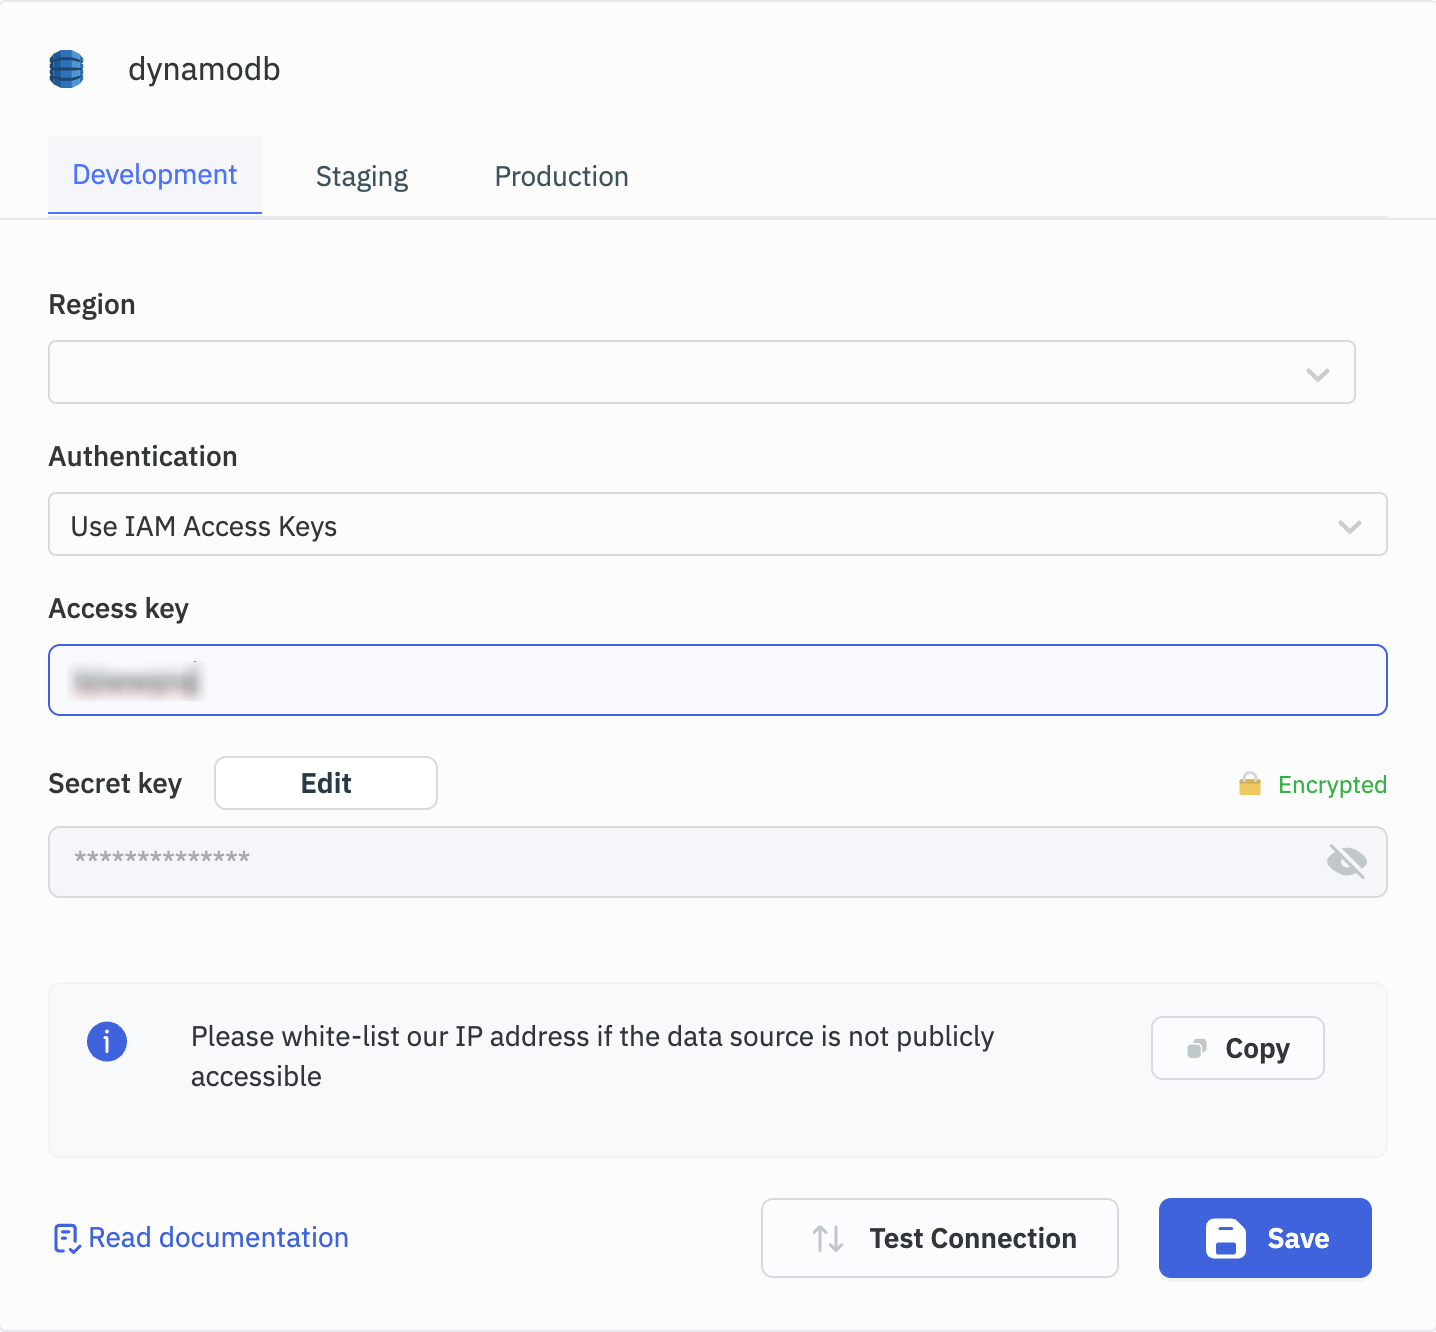 dynamodb
Development Staging Production
Region
Authentication
Use IAM Access Keys
Access key
Secret key Edit Encrypted
**************
Please white-list our IP address if the data source is not publicly
accessible
Copy
Read documentation Test Connection Save